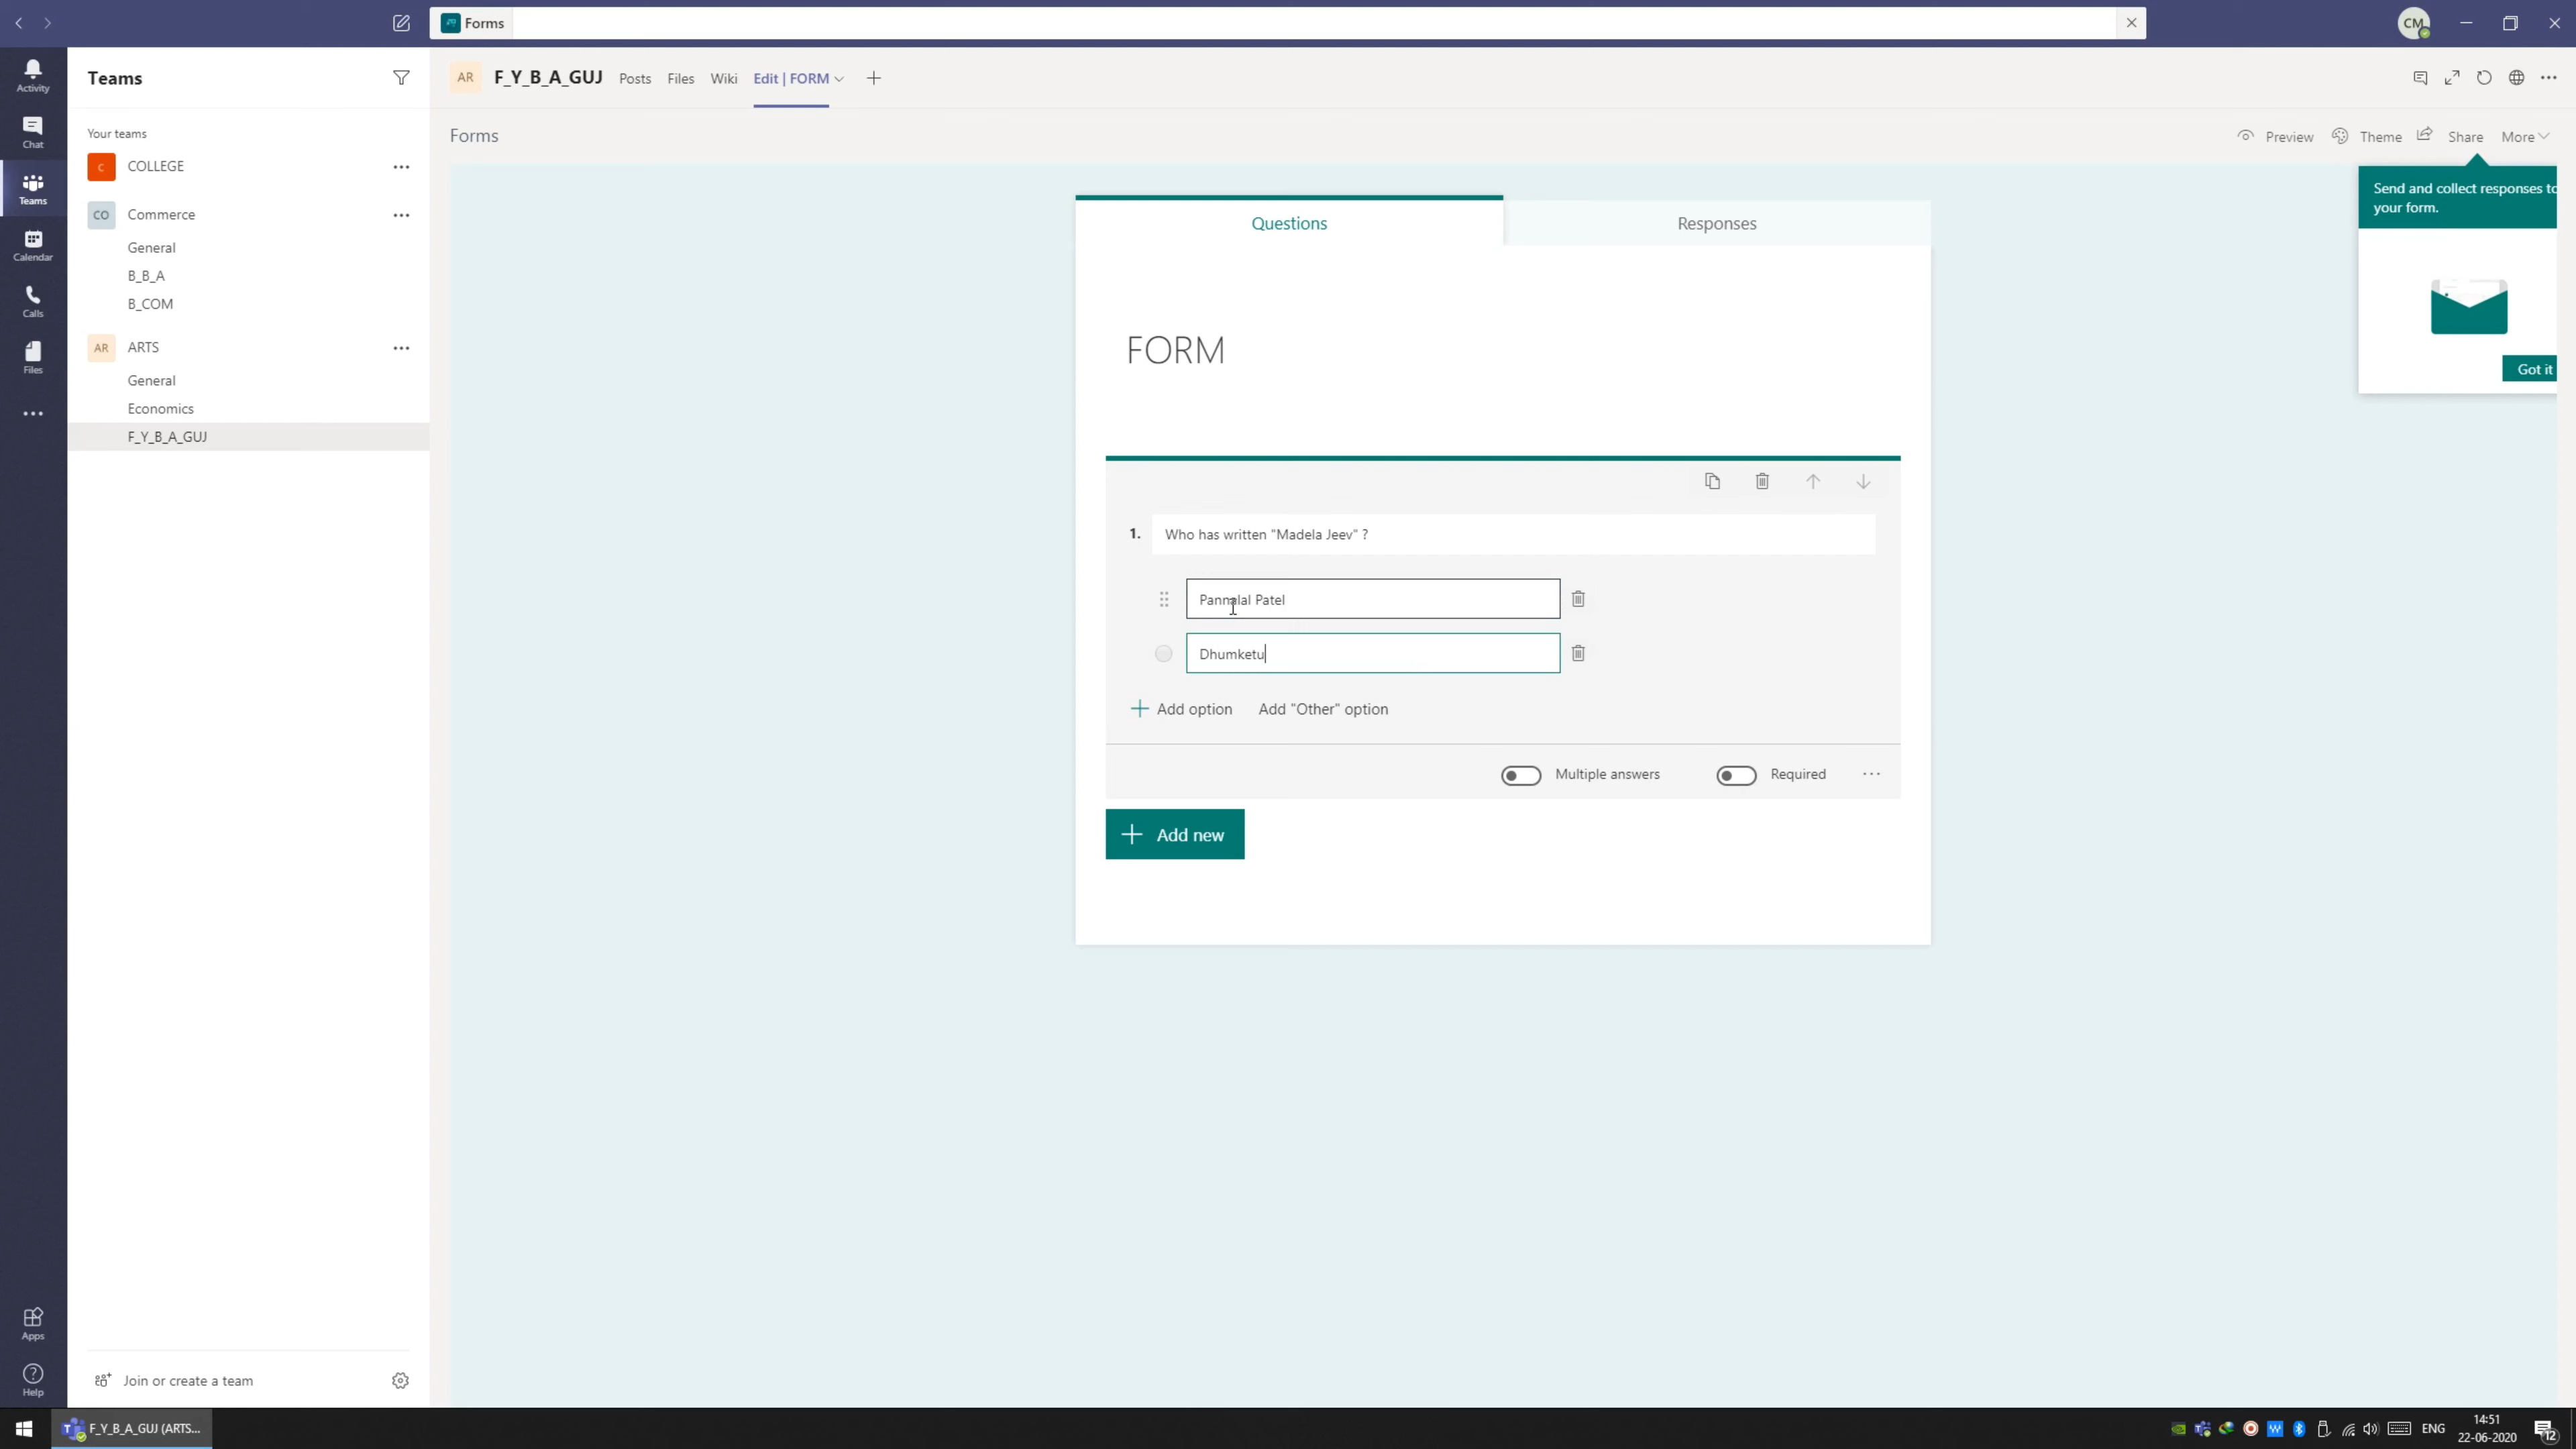 Forms
CM
Activity
Chat
Teams
Calendar
Calls
Files
Apps
Help
Teams
Your teams
C COLLEGE
CO Commerce
General
B_B_A
B_COM
AR ARTS
General
Economics
F_Y_B_A_GUJ
Join or create a team
AR F_Y_B_A_GUJ Posts Files Wiki Edit | FORM
Forms
Preview Theme Share More
Send and collect responses to
your form.
Got it
Questions Responses
FORM
1. Who has written "Madela Jeev" ?
Pannalal Patel
Dhumketu
Add option Add "Other" option
Multiple answers Required
Add new
F_Y_B_A_GUJ (ARTS...
ENG
14:51
22-06-2020
12